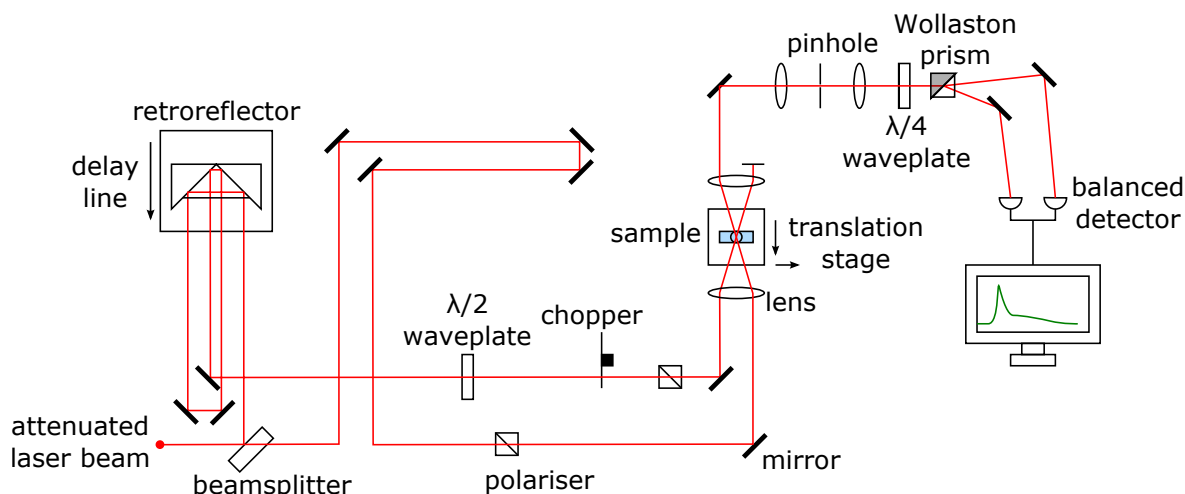 retroreflector
delay
line
attenuated
laser beam
beamsplitter
λ/2
waveplate
chopper
polariser
mirror
lens
sample
translation
stage
pinhole
λ/4
waveplate
Wollaston
prism
balanced
detector